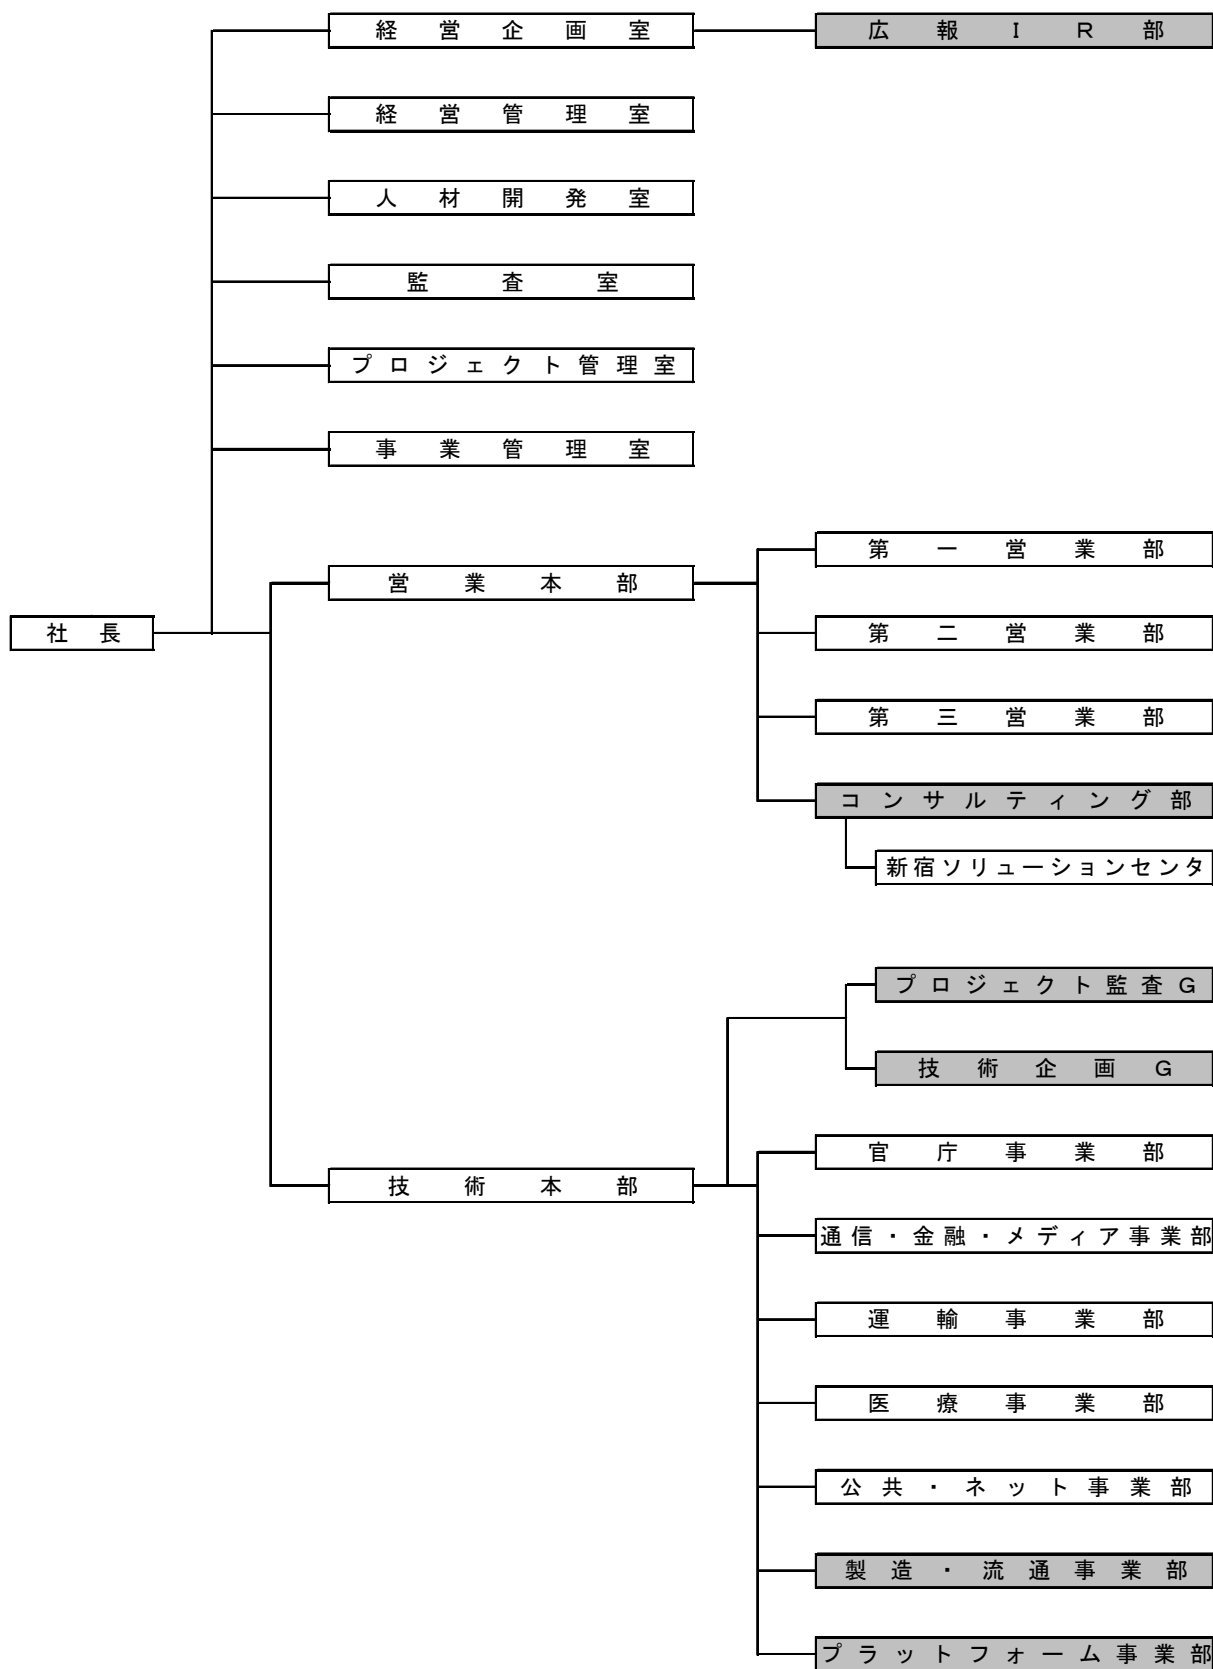 経営企画室
広報IR部
経営管理室
人材開発室
監査室
プロジェクト管理室
事業管理室
第一営業部
営業本部
社長
第二営業部
第三営業部
コンサルティング部
新宿ソリューションセンタ
プロジェクト監査G
技術企画G
官庁事業部
技術本部
通信・金融・メディア事業部
運輸事業部
医療事業部
公共・ネット事業部
製造・流通事業部
プラットフォーム事業部